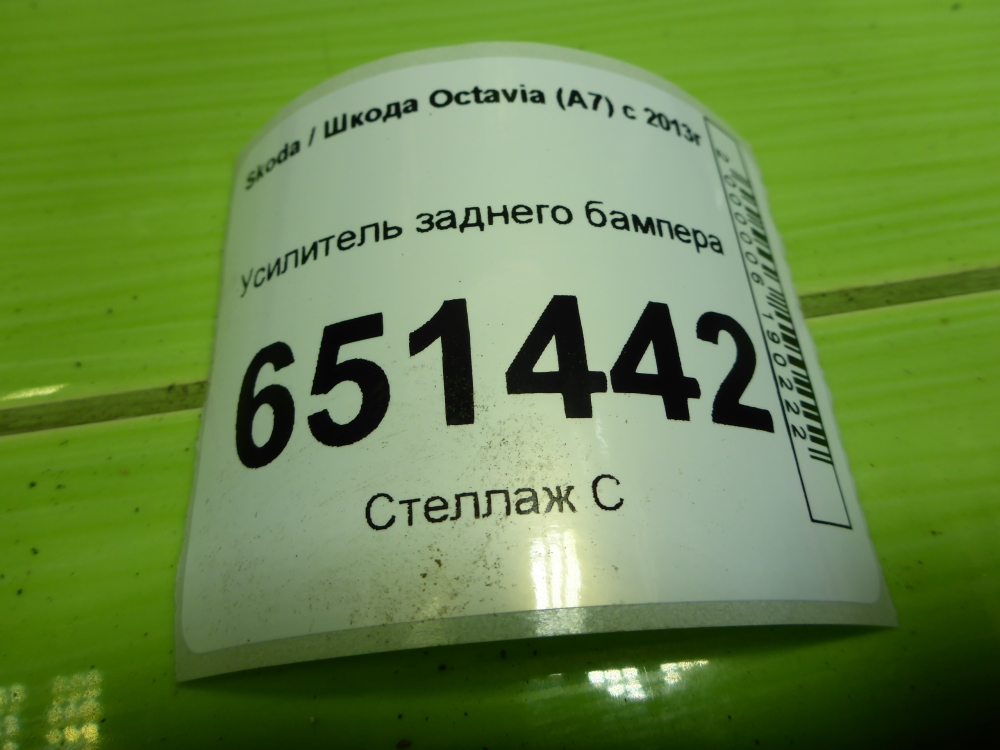 Skoda / Шкода Octavia (A7) с 2013г
Усилитель заднего бампера
651442
Стеллаж С
2000006190222